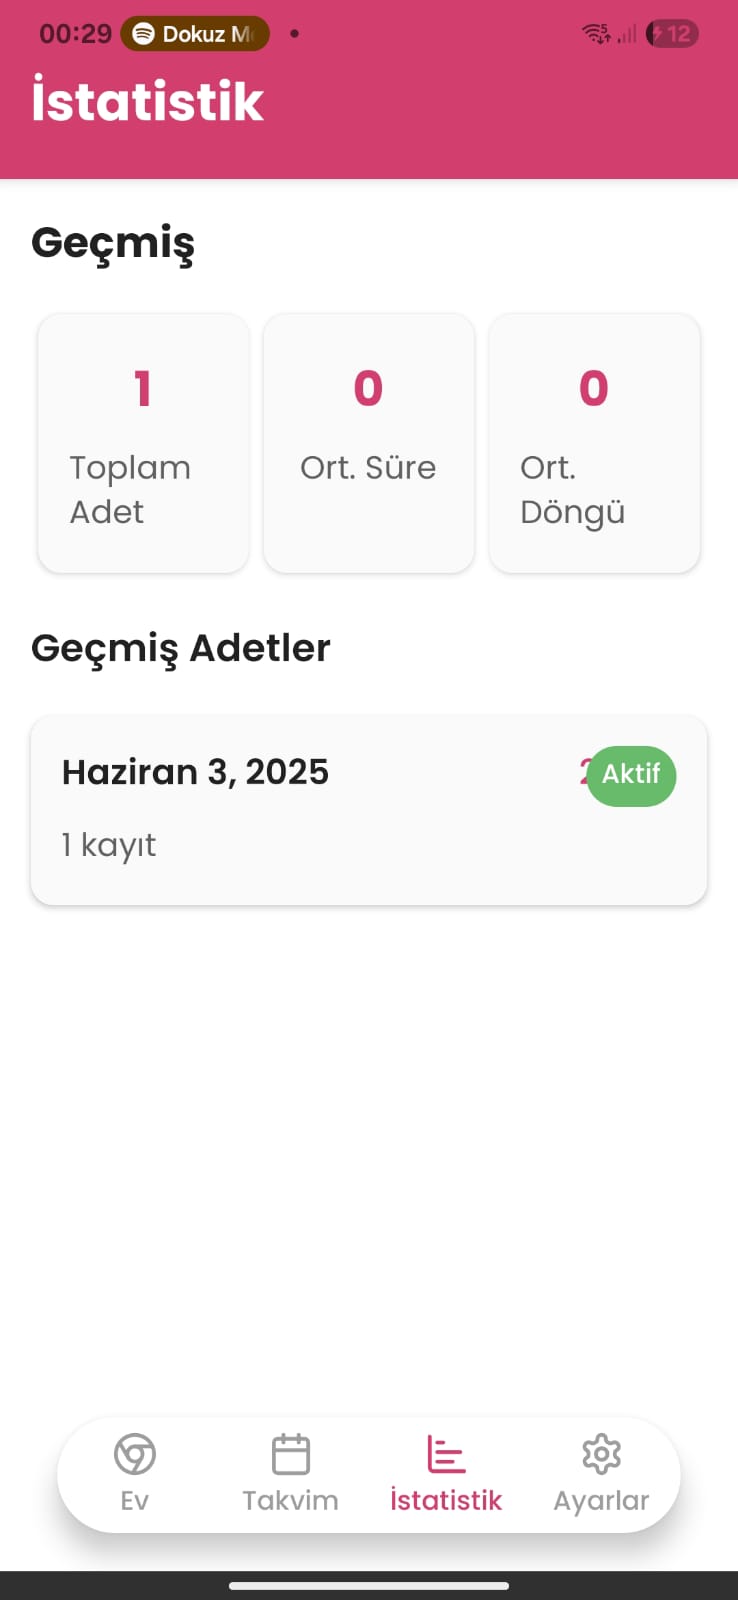 00:29 Dokuz M 5 12
İstatistik
Geçmiş
1 0 0
Toplam Adet
Ort. Süre
Ort. Döngü
Geçmiş Adetler
Haziran 3, 2025 Aktif
1 kayıt
Ev Takvim İstatistik Ayarlar